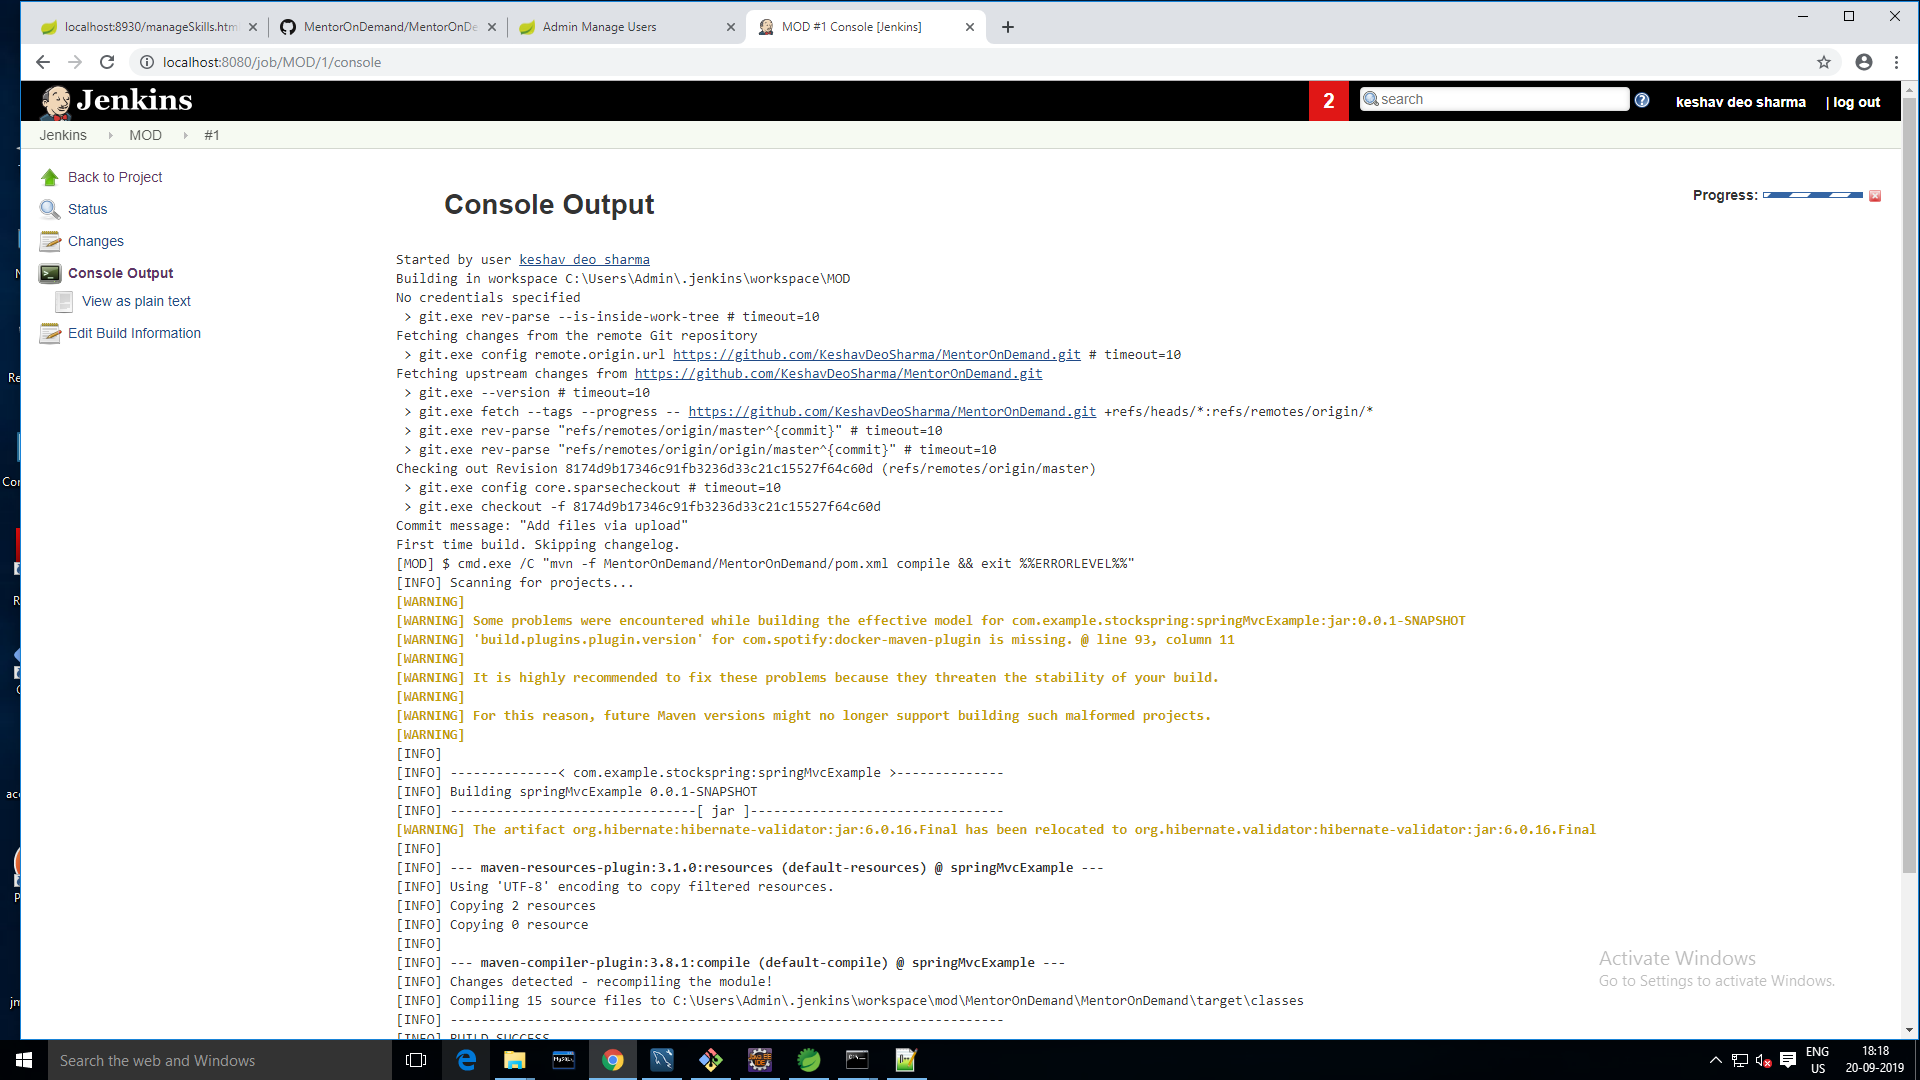 localhost:8930/manageSkills.htm
MentorOnDemand/MentorOnDe
Admin Manage Users
MOD #1 Console [Jenkins]
localhost:8080/job/MOD/1/console
Jenkins
2
search
keshav deo sharma
| log out
Jenkins
MOD
#1
Back to Project
Status
Changes
Console Output
View as plain text
Edit Build Information
Console Output
Progress:
Started by user keshav deo sharma
Building in workspace C:\Users\Admin\.jenkins\workspace\MOD
No credentials specified
> git.exe rev-parse --is-inside-work-tree # timeout=10
Fetching changes from the remote Git repository
> git.exe config remote.origin.url https://github.com/KeshavDeoSharma/MentorOnDemand.git # timeout=10
Fetching upstream changes from https://github.com/KeshavDeoSharma/MentorOnDemand.git
> git.exe --version # timeout=10
> git.exe fetch --tags --progress -- https://github.com/KeshavDeoSharma/MentorOnDemand.git +refs/heads/*:refs/remotes/origin/*
> git.exe rev-parse "refs/remotes/origin/master^{commit}" # timeout=10
> git.exe rev-parse "refs/remotes/origin/origin/master^{commit}" # timeout=10
Checking out Revision 8174d9b17346c91fb3236d33c21c15527f64c60d (refs/remotes/origin/master)
> git.exe config core.sparsecheckout # timeout=10
> git.exe checkout -f 8174d9b17346c91fb3236d33c21c15527f64c60d
Commit message: "Add files via upload"
First time build. Skipping changelog.
[MOD] $ cmd.exe /C "mvn -f MentorOnDemand/MentorOnDemand/pom.xml compile && exit %%ERRORLEVEL%%"
[INFO] Scanning for projects...
[WARNING]
[WARNING] Some problems were encountered while building the effective model for com.example.stockspring:springMvcExample:jar:0.0.1-SNAPSHOT
[WARNING] 'build.plugins.plugin.version' for com.spotify:docker-maven-plugin is missing. @ line 93, column 11
[WARNING]
[WARNING] It is highly recommended to fix these problems because they threaten the stability of your build.
[WARNING]
[WARNING] For this reason, future Maven versions might no longer support building such malformed projects.
[WARNING]
[INFO]
[INFO] --------------< com.example.stockspring:springMvcExample >--------------
[INFO] Building springMvcExample 0.0.1-SNAPSHOT
[INFO] --------------------------------[ jar ]---------------------------------
[WARNING] The artifact org.hibernate:hibernate-validator:jar:6.0.16.Final has been relocated to org.hibernate.validator:hibernate-validator:jar:6.0.16.Final
[INFO]
[INFO] --- maven-resources-plugin:3.1.0:resources (default-resources) @ springMvcExample ---
[INFO] Using 'UTF-8' encoding to copy filtered resources.
[INFO] Copying 2 resources
[INFO] Copying 0 resource
[INFO]
[INFO] --- maven-compiler-plugin:3.8.1:compile (default-compile) @ springMvcExample ---
[INFO] Changes detected - recompiling the module!
[INFO] Compiling 15 source files to C:\Users\Admin\.jenkins\workspace\mod\MentorOnDemand\MentorOnDemand\target\classes
[INFO] ------------------------------------------------------------------------
[INFO] BUILD SUCCESS
Activate Windows
Go to Settings to activate Windows.
Search the web and Windows
ENG
US
18:18
20-09-2019